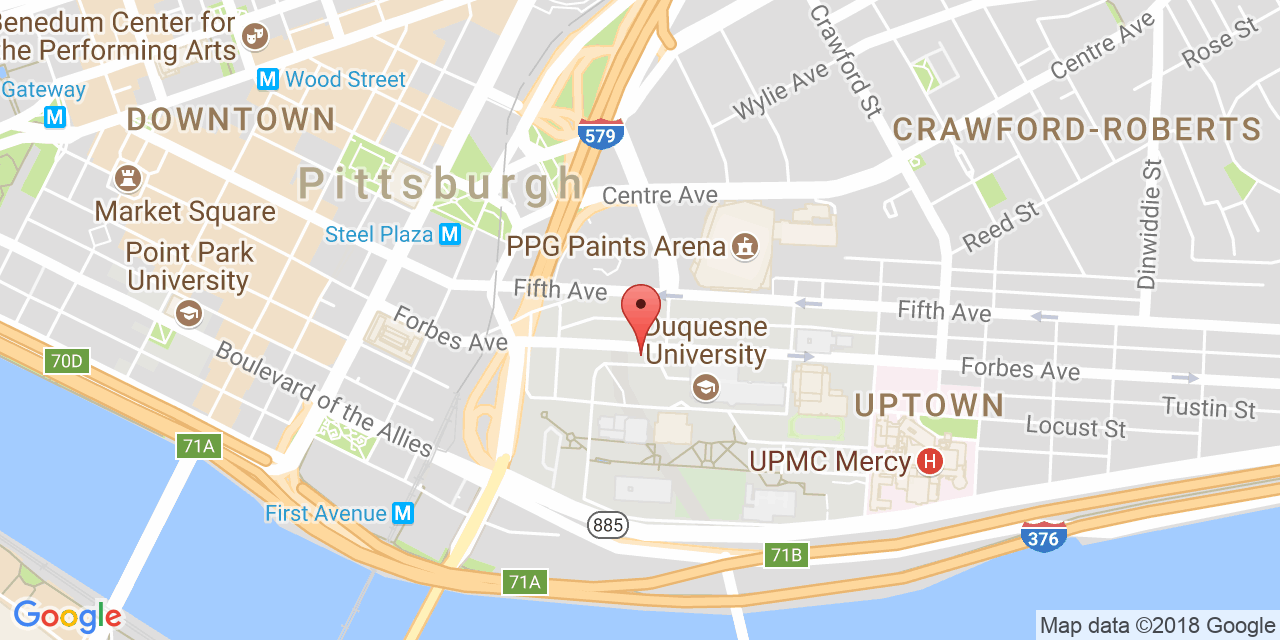 Benedum Center for
the Performing Arts
M Wood Street
Gateway
M
DOWNTOWN
Pittsburgh
579
Crawford St
Wylie Ave
Centre Ave
Rose St
CRAWFORD-ROBERTS
Centre Ave
Market Square
Steel Plaza M
PPG Paints Arena
Reed St
Dinwiddie St
Point Park
University
Fifth Ave
Fifth Ave
Forbes Ave
Duquesne
University
70D
Boulevard of the Allies
Forbes Ave
UPTOWN
Tustin St
Locust St
71A
UPMC Mercy H
First Avenue M
885
376
71B
71A
Google
Map data ©2018 Google